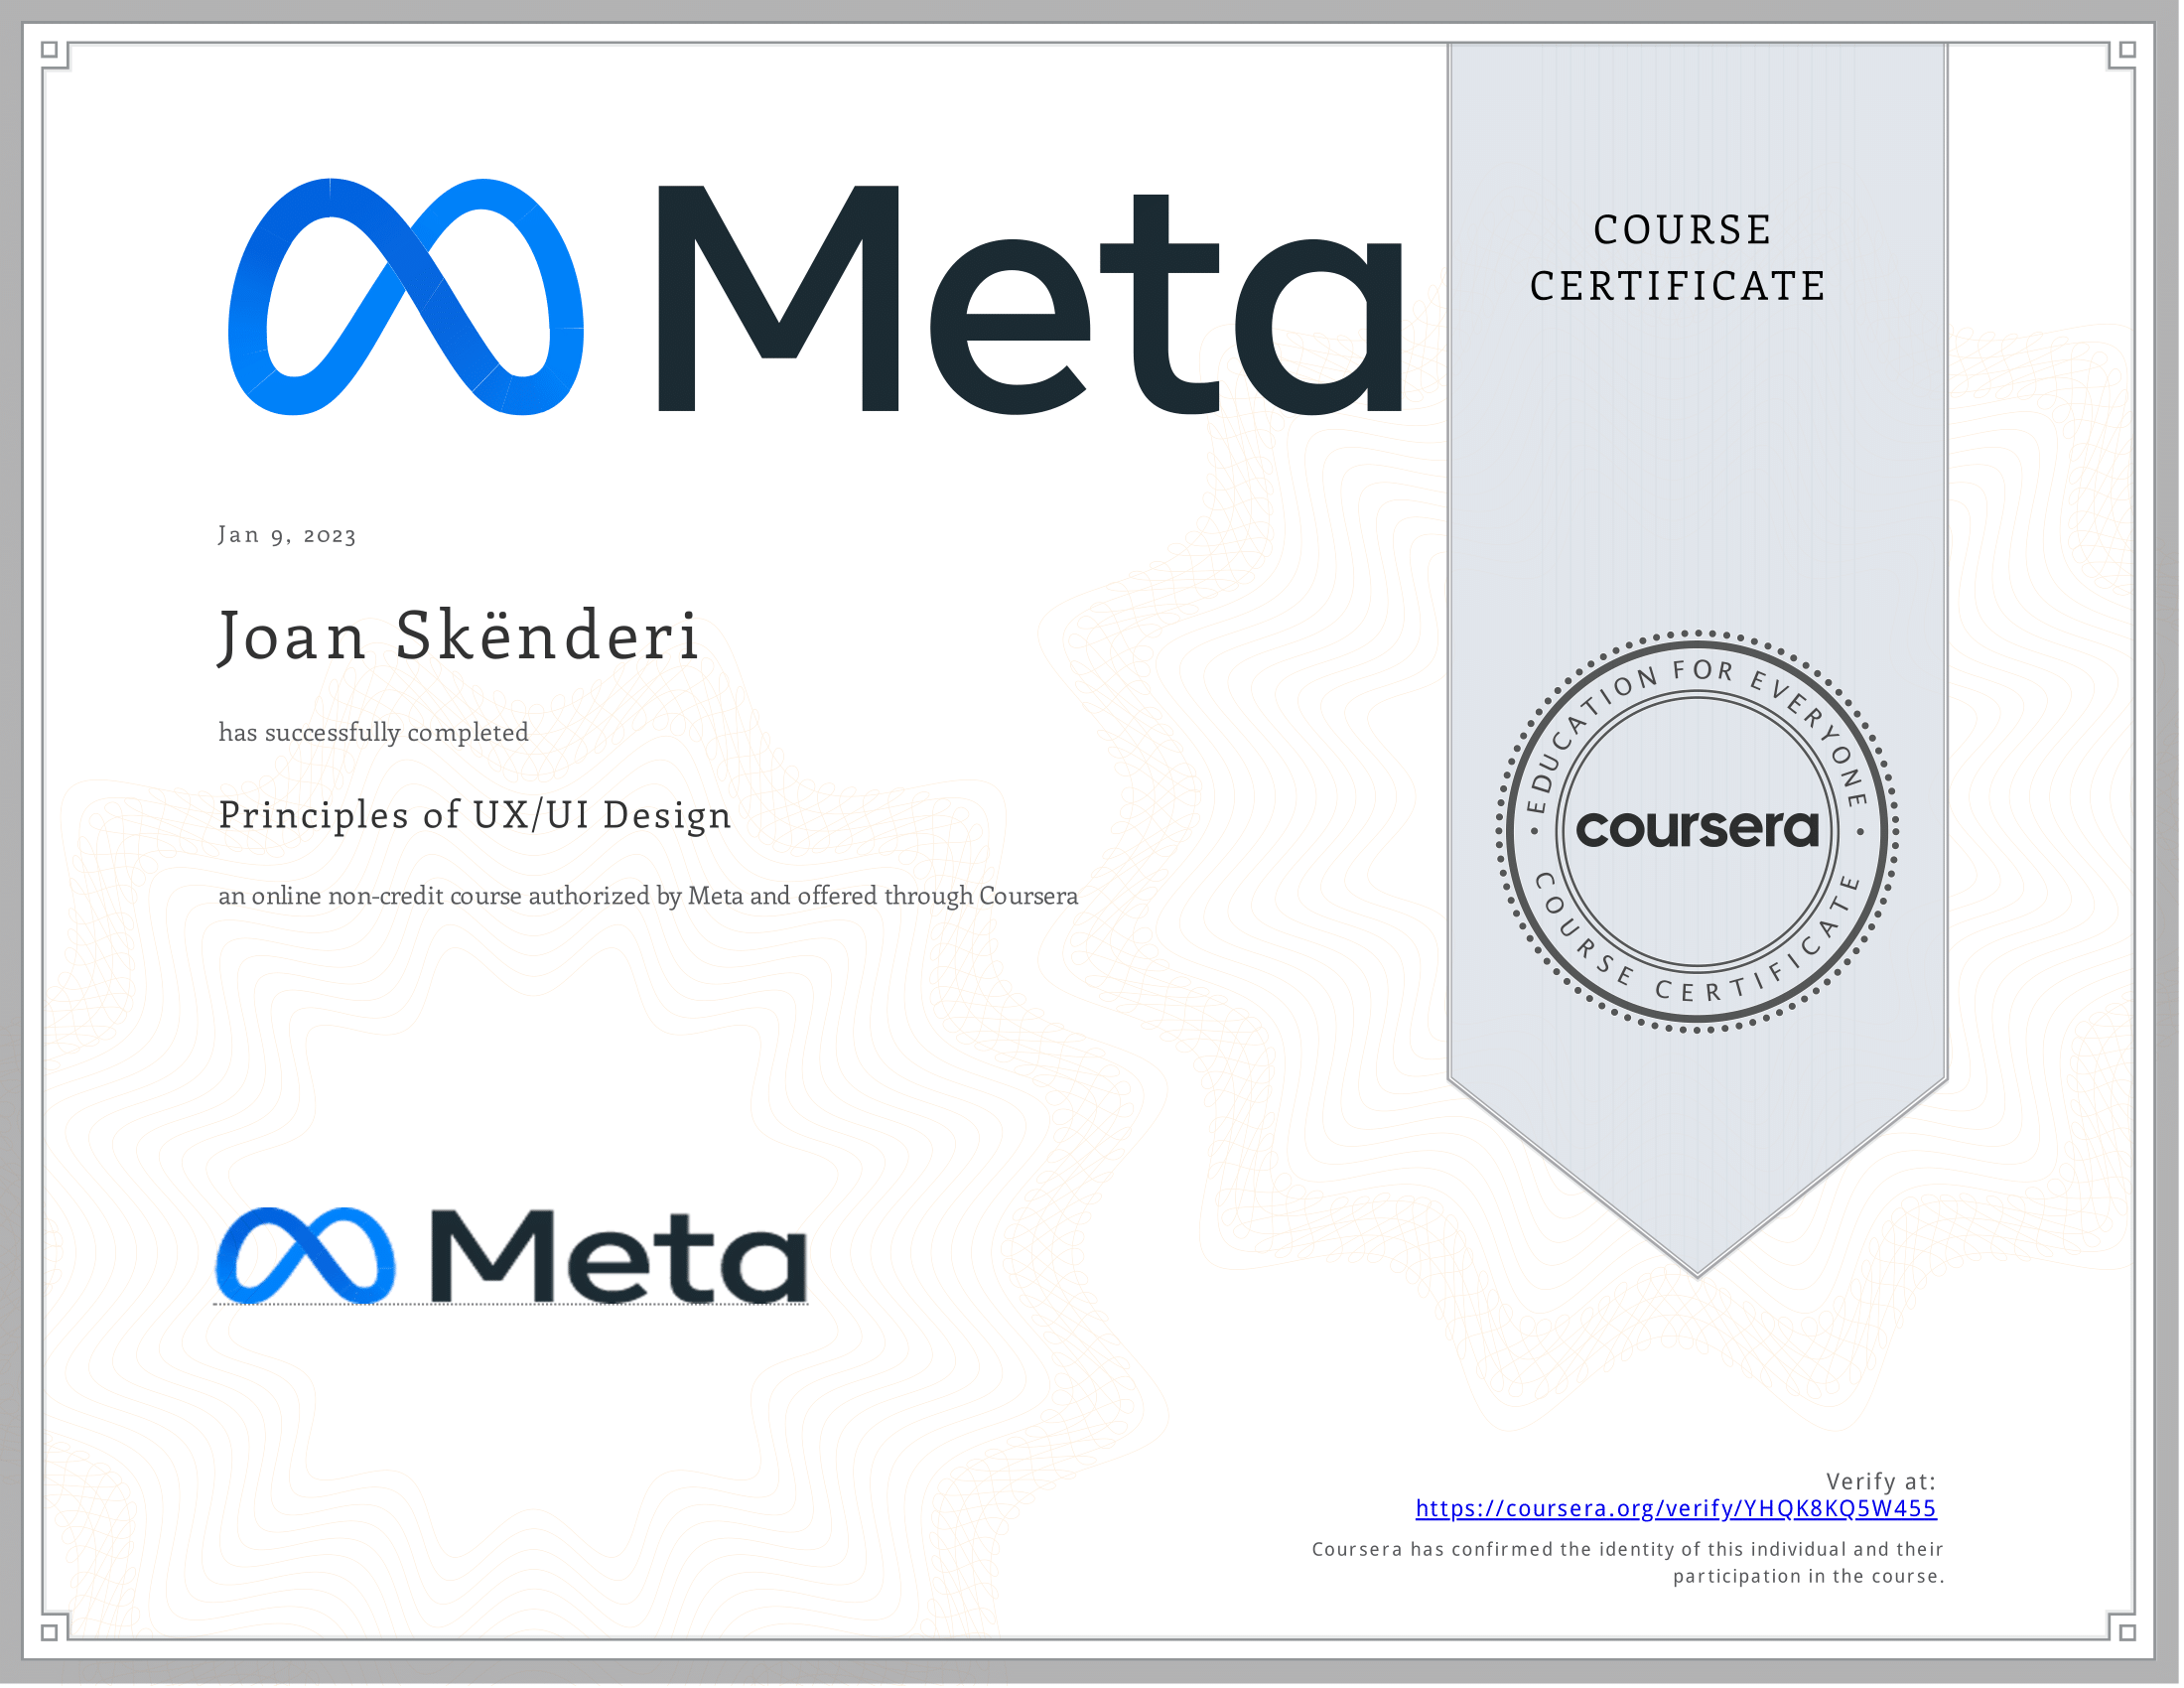 Meta
COURSE
CERTIFICATE
Jan 9, 2023
Joan Skënderi
has successfully completed
Principles of UX/UI Design
an online non-credit course authorized by Meta and offered through Coursera
EDUCATION FOR EVERYONE
coursera
COURSE CERTIFICATE
Meta
Verify at:
https://coursera.org/verify/YHQK8KQ5W455
Coursera has confirmed the identity of this individual and their
participation in the course.